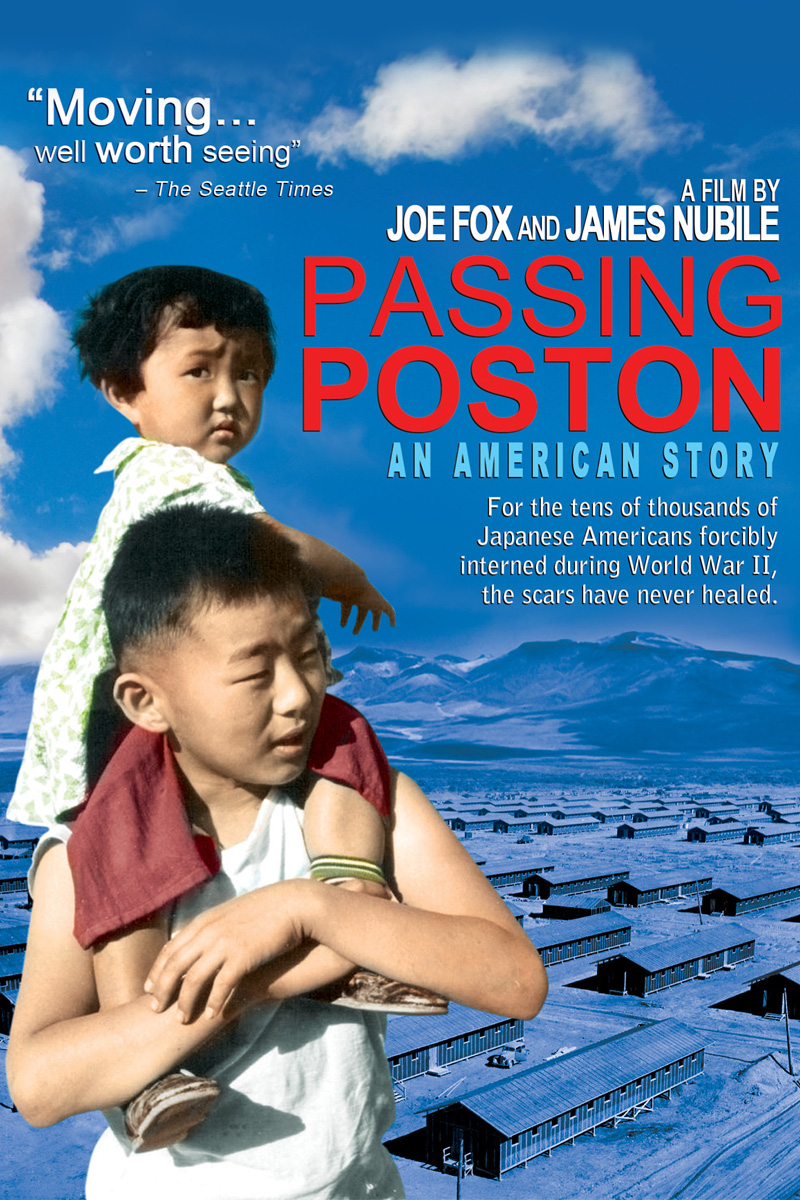 “Moving...
well worth seeing”
– The Seattle Times
A FILM BY
JOE FOX AND JAMES NUBILE
PASSING
POSTON
AN AMERICAN STORY
For the tens of thousands of
Japanese Americans forcibly
interned during World War II,
the scars have never healed.